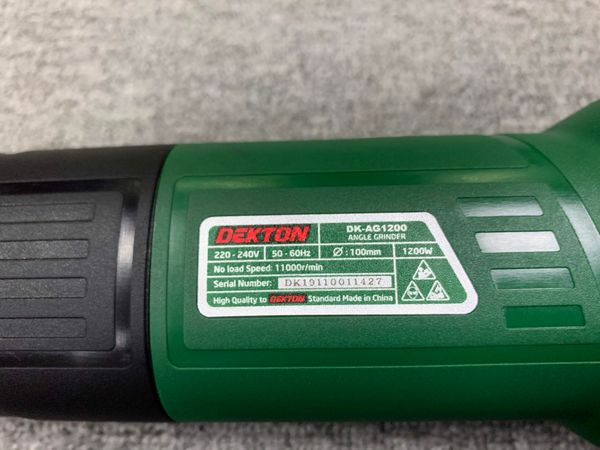 DEKTON DK-AG1200
ANGLE GRINDER
220 - 240V 50 - 60Hz Ø : 100mm 1200W
No load Speed: 11000r/min
Serial Number: DK19110011427
High Quality to DEKTON Standard Made in China